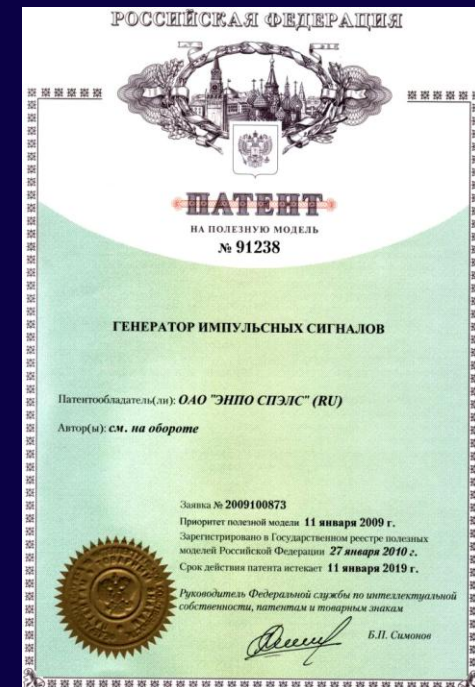 РОССИЙСКАЯ ФЕДЕРАЦИЯ
ПАТЕНТ
НА ПОЛЕЗНУЮ МОДЕЛЬ
№ 91238
ГЕНЕРАТОР ИМПУЛЬСНЫХ СИГНАЛОВ
Патентообладатель(ли): ОАО "ЭНПО СПЭЛС" (RU)
Автор(ы): см. на обороте
Заявка № 2009100873
Приоритет полезной модели 11 января 2009 г.
Зарегистрировано в Государственном реестре полезных
моделей Российской Федерации 27 января 2010 г.
Срок действия патента истекает 11 января 2019 г.
Руководитель Федеральной службы по интеллектуальной
собственности, патентам и товарным знакам
Б.П. Симонов